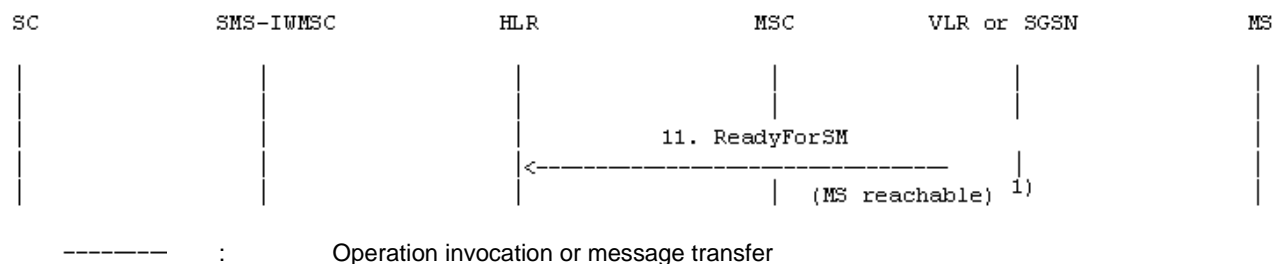 SC SMS-IWMSC HLR MSC VLR or SGSN MS
11. ReadyForSM
(MS reachable) 1)
: Operation invocation or message transfer